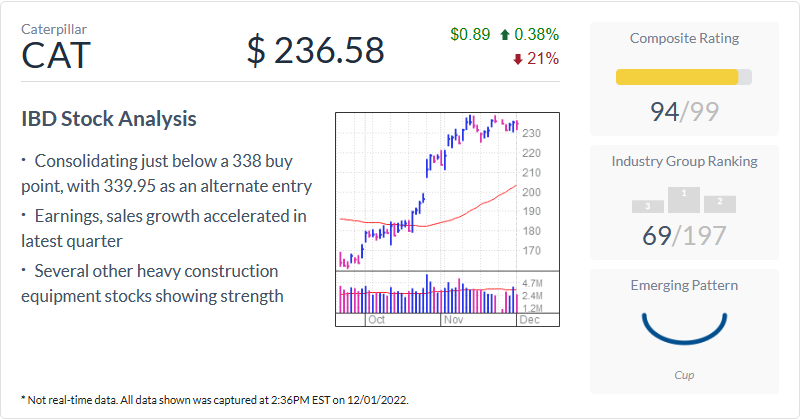 Caterpillar
CAT
$ 236.58
$0.89 0.38%
21%
IBD Stock Analysis
· Consolidating just below a 338 buy
point, with 339.95 as an alternate entry
· Earnings, sales growth accelerated in
latest quarter
· Several other heavy construction
equipment stocks showing strength
230
220
210
200
190
180
170
4.7M
2.4M
1.2M
Oct Nov Dec
* Not real-time data. All data shown was captured at 2:36PM EST on 12/01/2022.
Composite Rating
94/99
Industry Group Ranking
3 1 2
69/197
Emerging Pattern
Cup